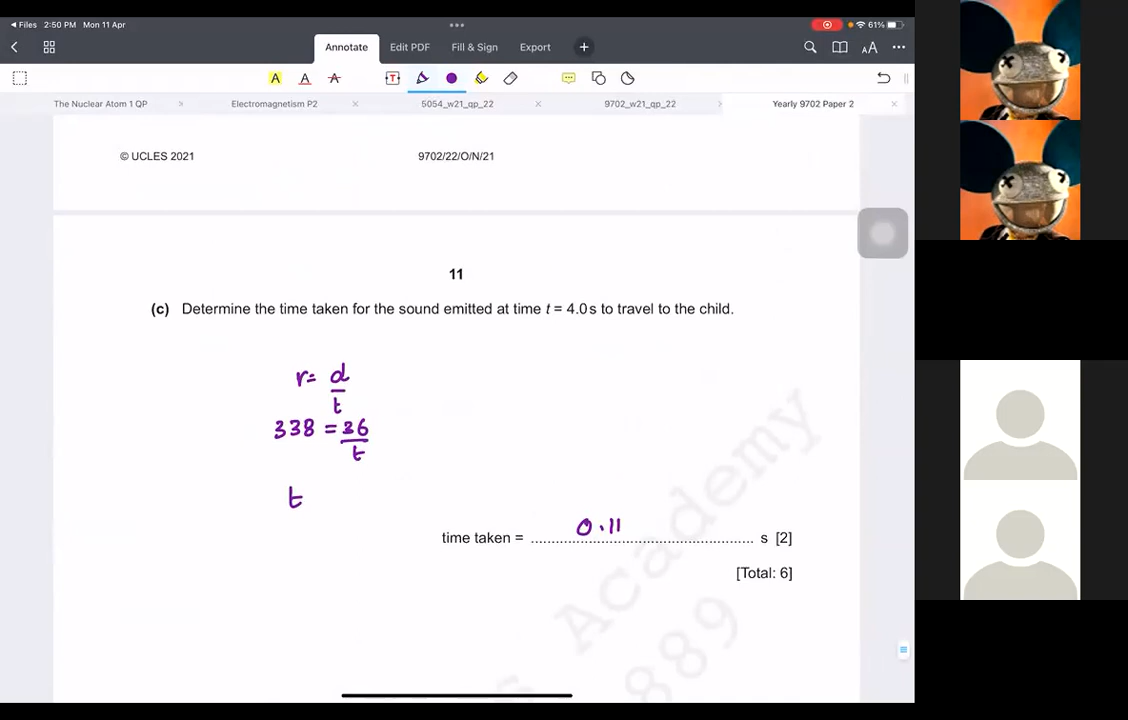 Files 2:50 PM Mon 11 Apr 61%
Annotate Edit PDF Fill & Sign Export
The Nuclear Atom 1 QP Electromagnetism P2 5054_w21_qp_22 9702_w21_qp_22 Yearly 9702 Paper 2
© UCLES 2021 9702/22/O/N/21
11
(c) Determine the time taken for the sound emitted at time t = 4.0s to travel to the child.
v= d
t
338 = 36
t
t
0.11
time taken = .......................................................... s [2]
[Total: 6]
Academy
889